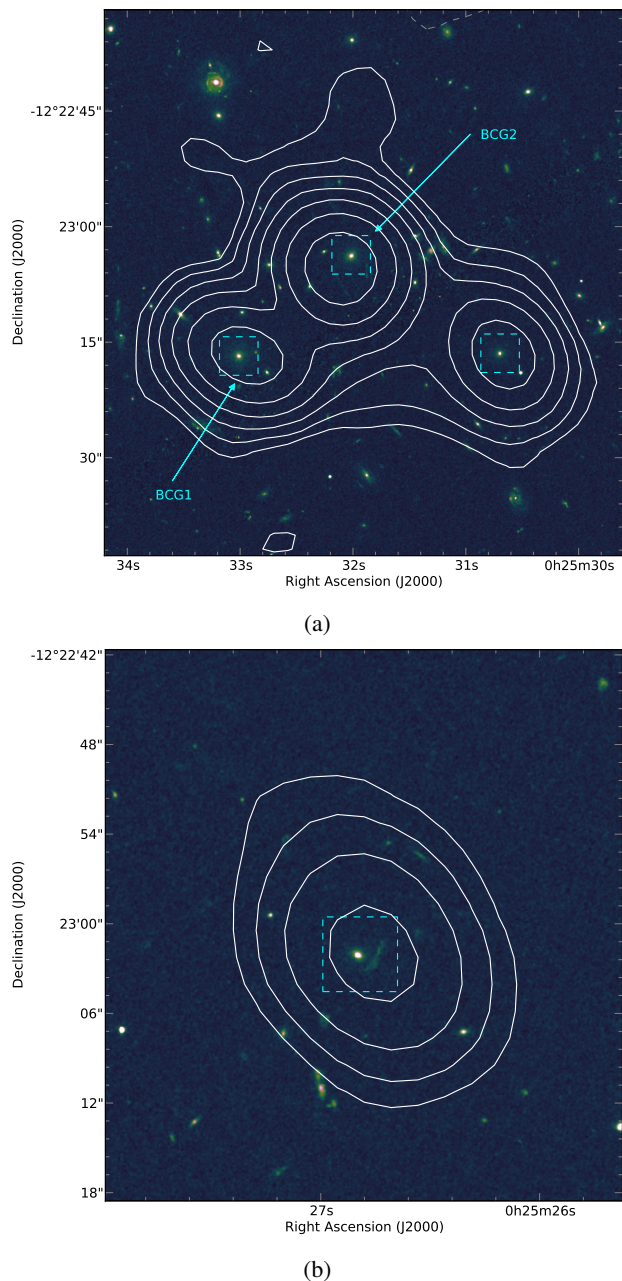 -12°22'45"
BCG2
23'00"
Declination (J2000)
15"
30"
BCG1
34s 33s 32s 31s 0h25m30s
Right Ascension (J2000)
(a)
-12°22'42"
48"
54"
Declination (J2000)
23'00"
06"
12"
18"
27s 0h25m26s
Right Ascension (J2000)
(b)